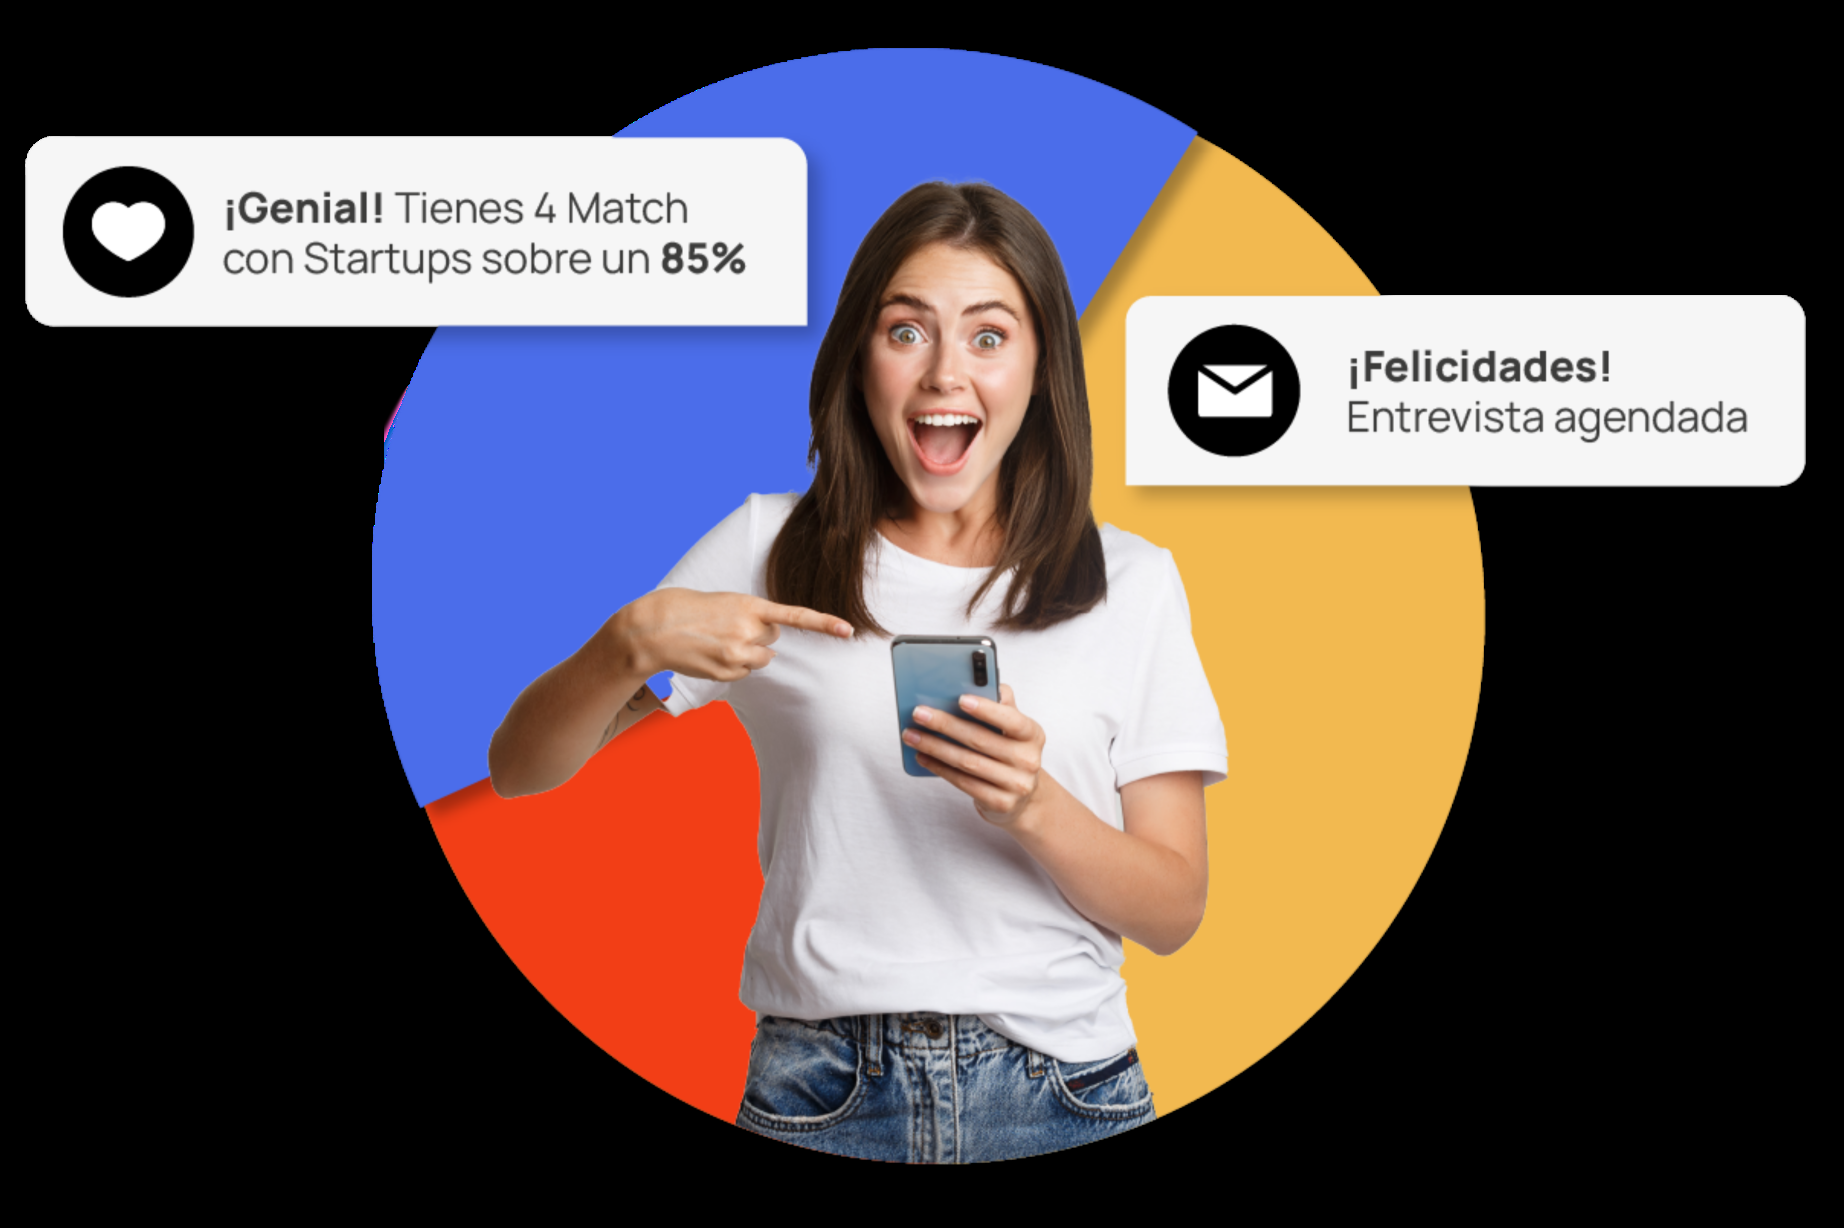 ¡Genial! Tienes 4 Match
con Startups sobre un 85%
¡Felicidades!
Entrevista agendada